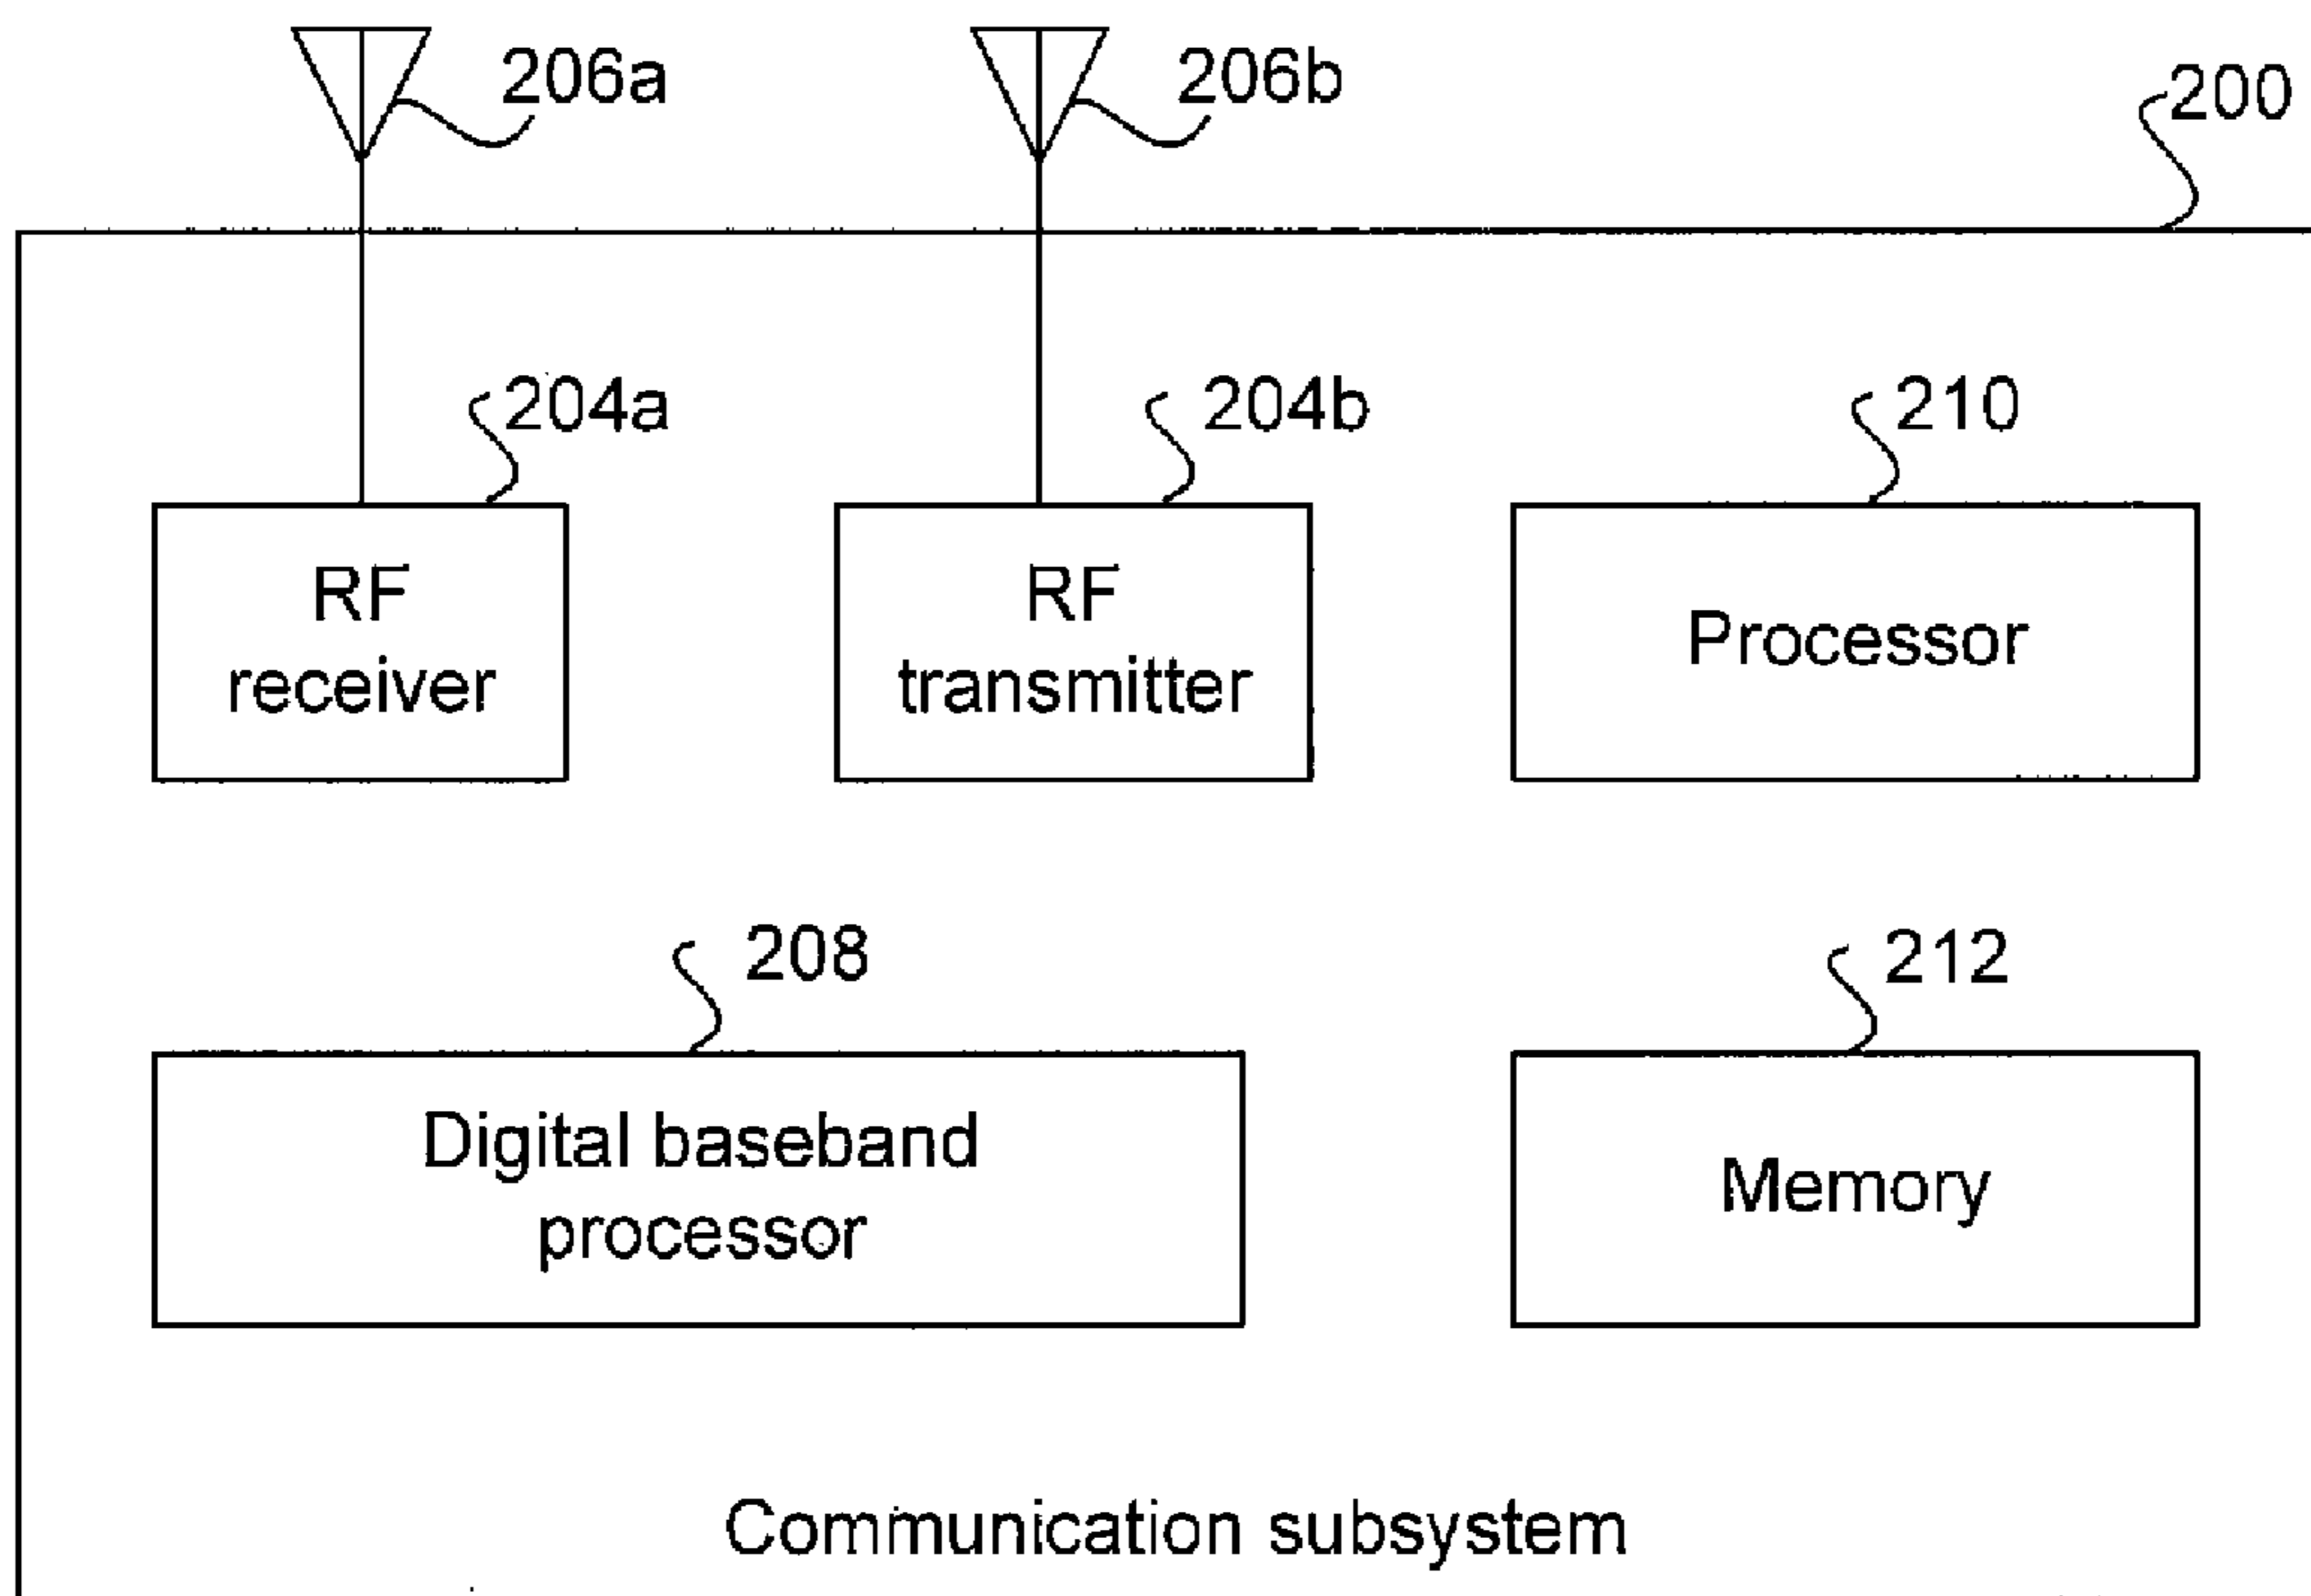 206a
206b
200
204a
204b
210
RF
receiver
RF
transmitter
Processor
208
212
Digital baseband
processor
Memory
Communication subsystem